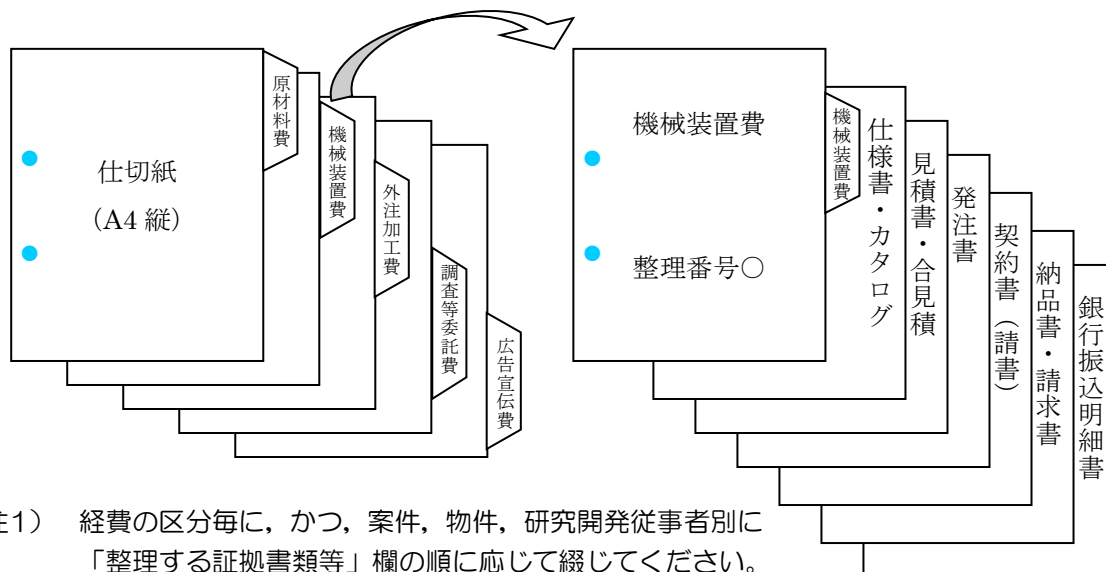 仕切紙
（A4 縦）
原材料費
機械装置費
外注加工費
調査等委託費
広告宣伝費
機械装置費
整理番号○
機械装置費
仕様書・カタログ
見積書・合見積
発注書
契約書（請書）
納品書・請求書
銀行振込明細書
注1）　経費の区分毎に，かつ，案件，物件，研究開発従事者別に
「整理する証拠書類等」欄の順に応じて綴じてください。